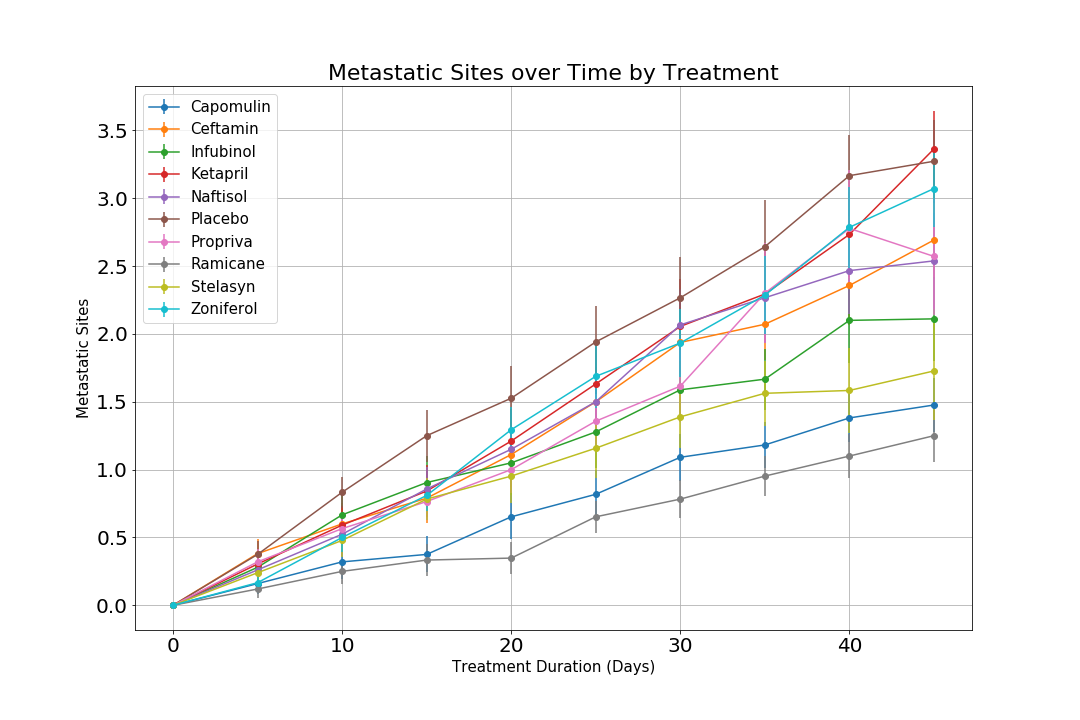 Metastatic Sites over Time by Treatment
Capomulin
Ceftamin
Infubinol
Ketapril
Naftisol
Placebo
Propriva
Ramicane
Stelasyn
Zoniferol
Metastatic Sites
3.5
3.0
2.5
2.0
1.5
1.0
0.5
0.0
0 10 20 30 40
Treatment Duration (Days)